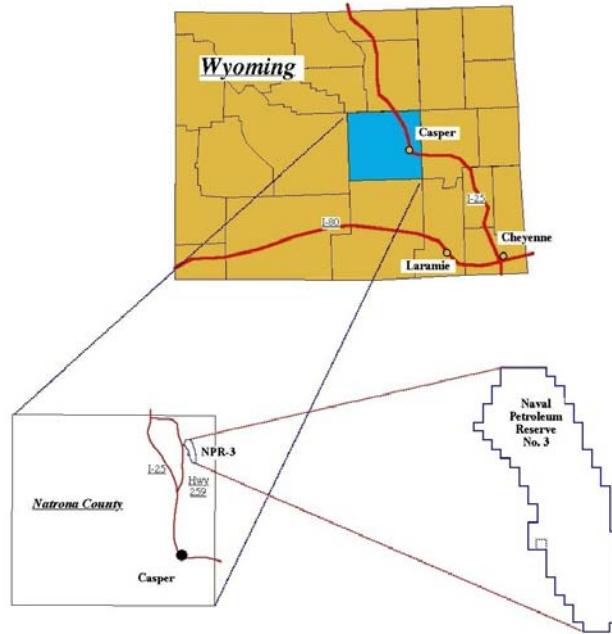 Wyoming
Casper
I-25
I-80
Cheyenne
Laramie
Naval
Petroleum
Reserve
No. 3
NPR-3
I-25
Hwy
259
Natrona County
Casper